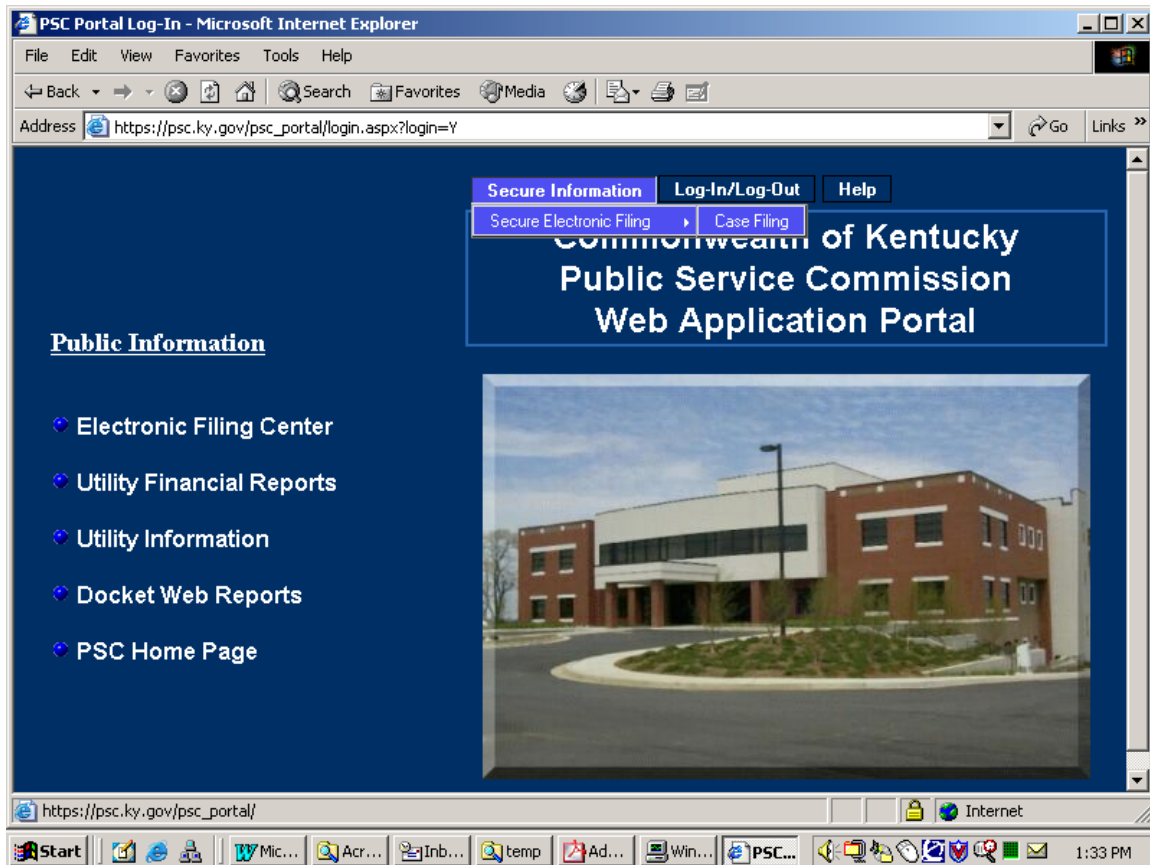 PSC Portal Log-In - Microsoft Internet Explorer
File Edit View Favorites Tools Help
Back Search Favorites Media
Address https://psc.ky.gov/psc_portal/login.aspx?login=Y Go Links »
Secure Information Log-In/Log-Out Help
Secure Electronic Filing Case Filing
Commonwealth of Kentucky
Public Service Commission
Web Application Portal
Public Information
Electronic Filing Center
Utility Financial Reports
Utility Information
Docket Web Reports
PSC Home Page
https://psc.ky.gov/psc_portal/ Internet
Start Mic... Acr... Inb... temp Ad... Win... PSC... 1:33 PM